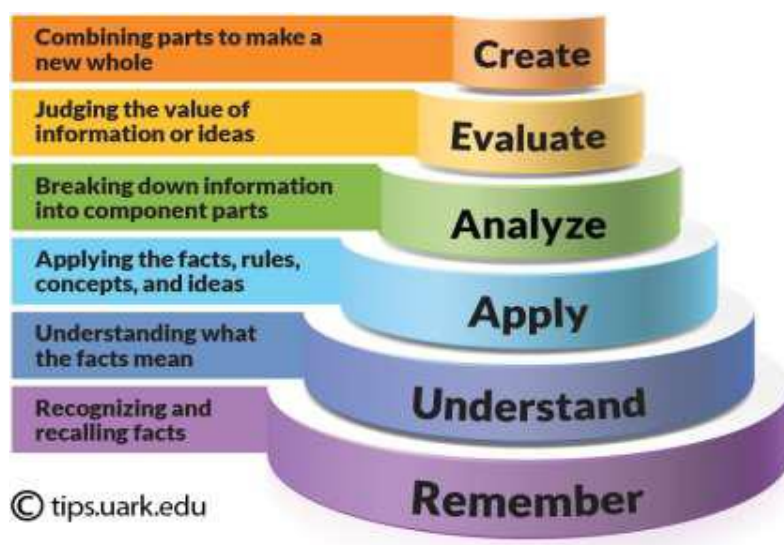 Combining parts to make a
new whole
Create
Judging the value of
information or ideas
Evaluate
Breaking down information
into component parts
Analyze
Applying the facts, rules,
concepts, and ideas
Apply
Understanding what
the facts mean
Understand
Recognizing and
recalling facts
Remember
© tips.uark.edu